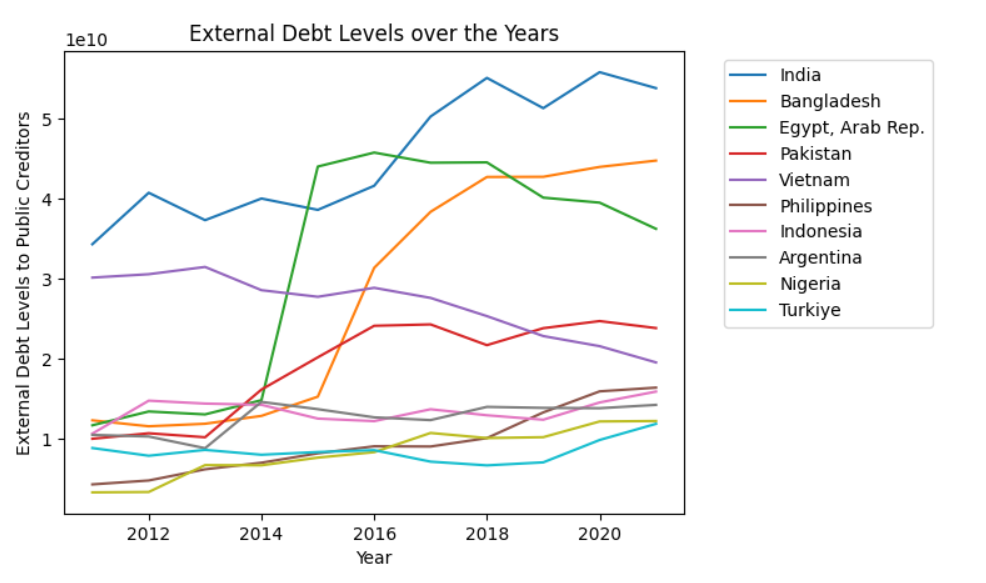 External Debt Levels over the Years
1e10
5
4
3
2
1
External Debt Levels to Public Creditors
2012 2014 2016 2018 2020
Year
India
Bangladesh
Egypt, Arab Rep.
Pakistan
Vietnam
Philippines
Indonesia
Argentina
Nigeria
Turkiye